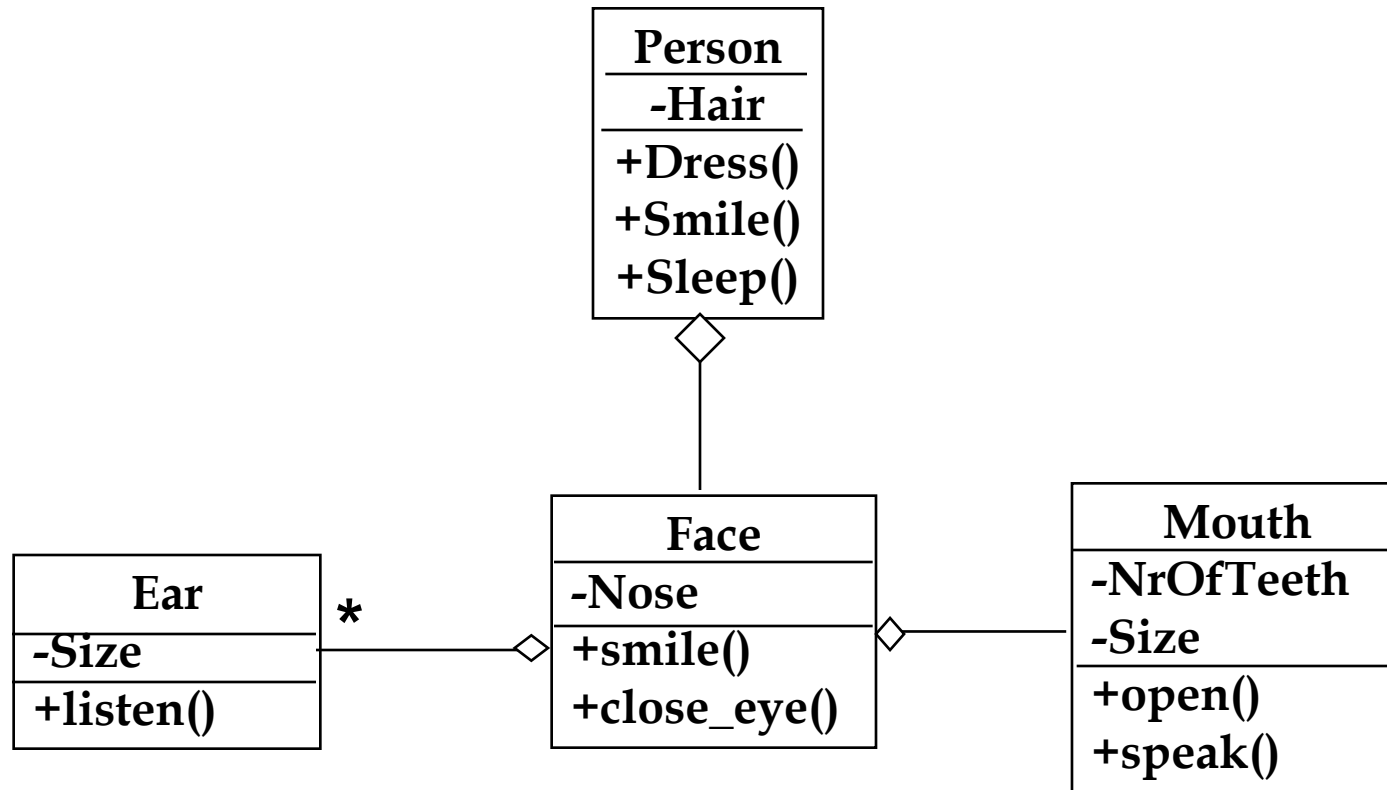 Person
-Hair
+Dress()
+Smile()
+Sleep()
Ear
-Size
+listen()
*
Face
-Nose
+smile()
+close_eye()
Mouth
-NrOfTeeth
-Size
+open()
+speak()